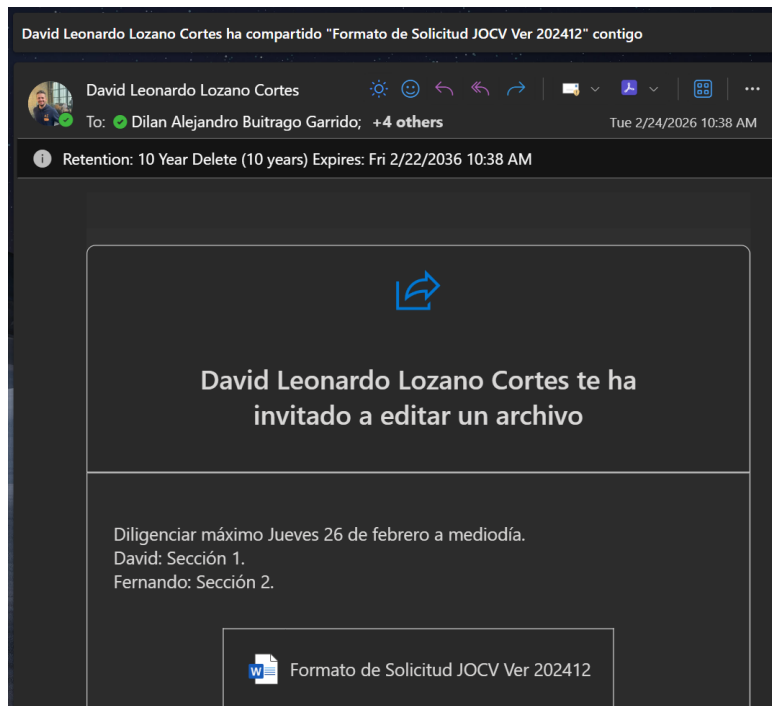 David Leonardo Lozano Cortes ha compartido "Formato de Solicitud JOCV Ver 202412" contigo
David Leonardo Lozano Cortes
To: Dilan Alejandro Buitrago Garrido; +4 others
Tue 2/24/2026 10:38 AM
Retention: 10 Year Delete (10 years) Expires: Fri 2/22/2036 10:38 AM
David Leonardo Lozano Cortes te ha
invitado a editar un archivo
Diligenciar máximo Jueves 26 de febrero a mediodía.
David: Sección 1.
Fernando: Sección 2.
Formato de Solicitud JOCV Ver 202412